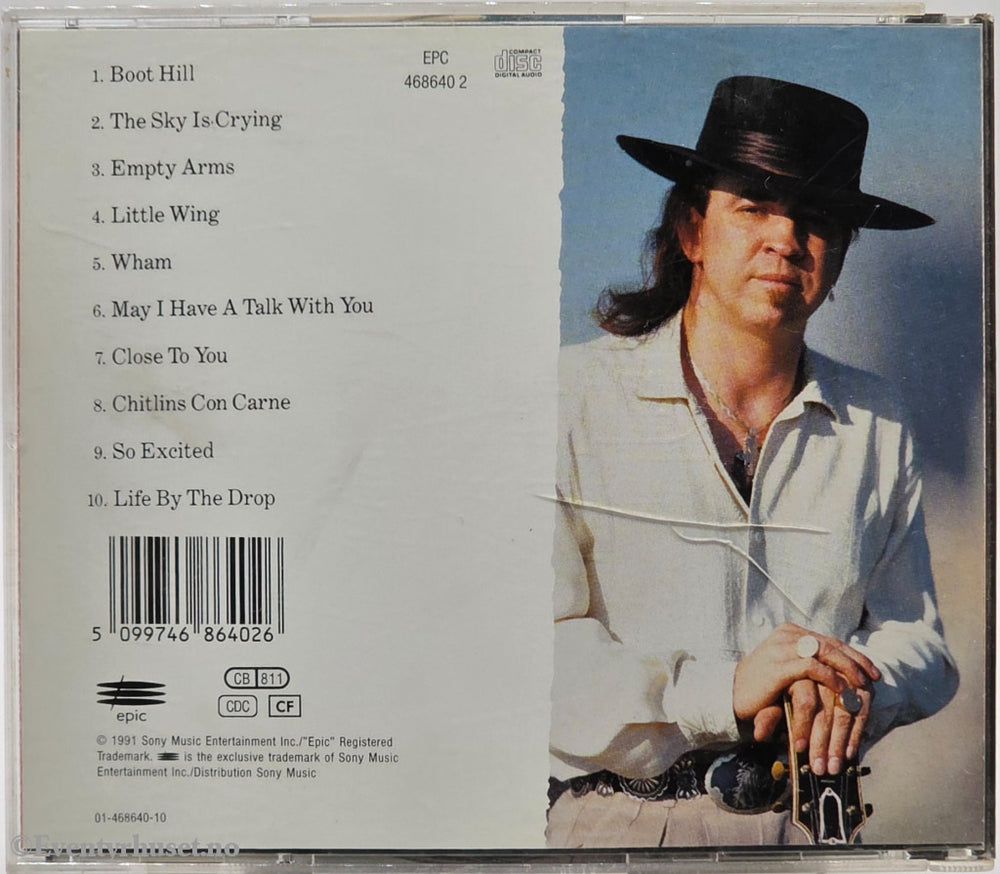 1. Boot Hill
2. The Sky Is Crying
3. Empty Arms
4. Little Wing
5. Wham
6. May I Have A Talk With You
7. Close To You
8. Chitlins Con Carne
9. So Excited
10. Life By The Drop
EPC
468640 2
COMPACT
disc
DIGITAL AUDIO
5 099746 864026
epic
CB 811
CDC CF
© 1991 Sony Music Entertainment Inc./"Epic" Registered
Trademark. is the exclusive trademark of Sony Music
Entertainment Inc./Distribution Sony Music
01-468640-10
© Eventyrhuset.no